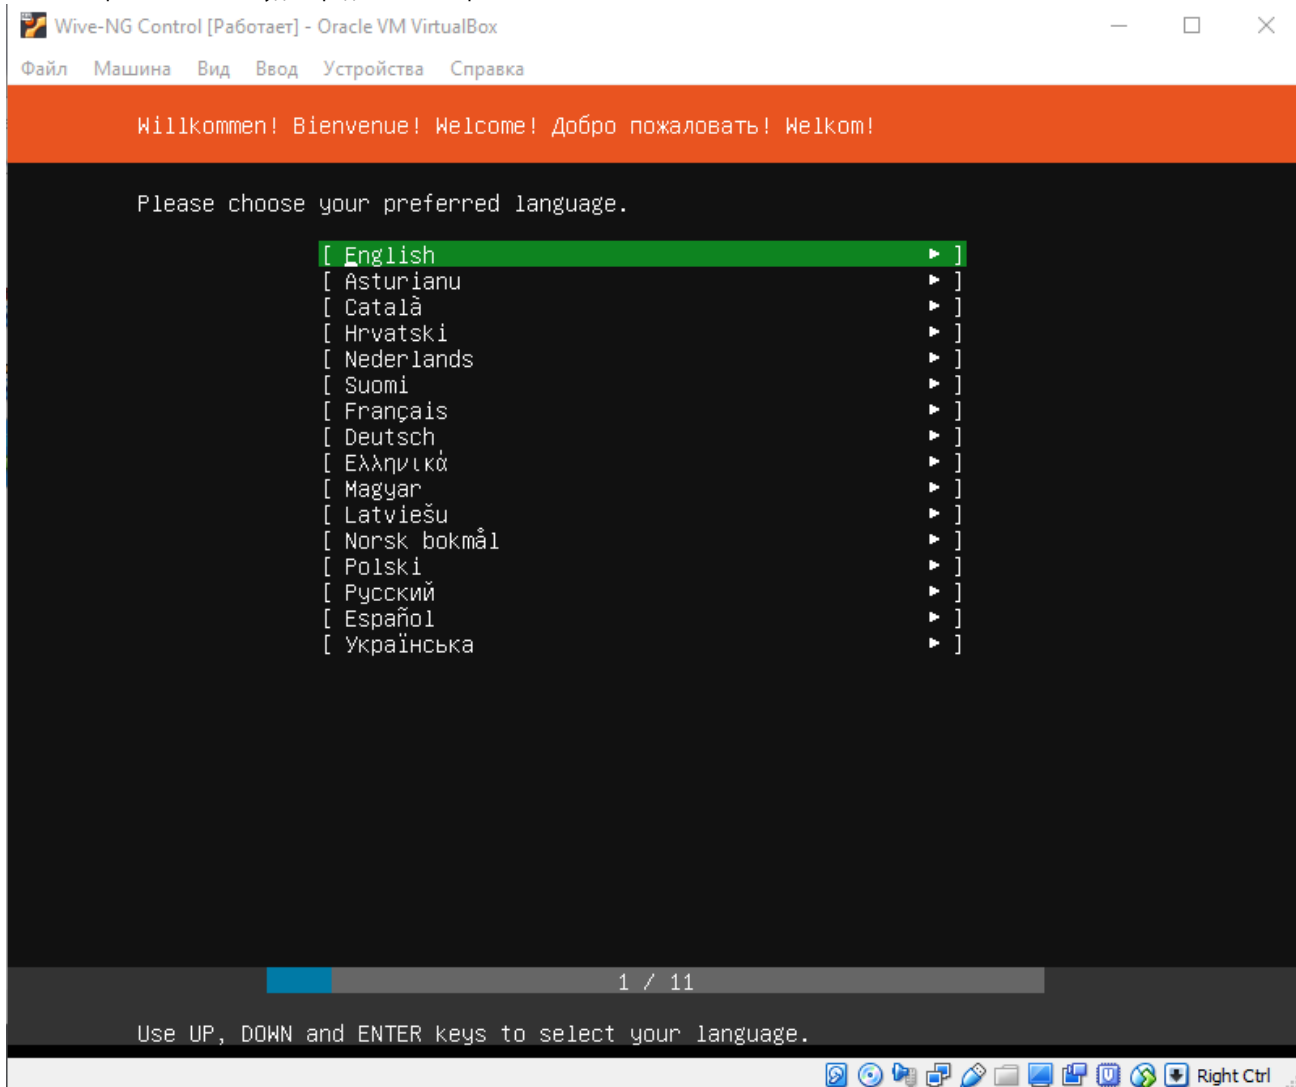 Wive-NG Control [Работает] - Oracle VM VirtualBox
Файл Машина Вид Ввод Устройства Справка
Willkommen! Bienvenue! Welcome! Добро пожаловать! Welkom!
Please choose your preferred language.
[ English ► ]
[ Asturianu ► ]
[ Català ► ]
[ Hrvatski ► ]
[ Nederlands ► ]
[ Suomi ► ]
[ Français ► ]
[ Deutsch ► ]
[ Ελληνικά ► ]
[ Magyar ► ]
[ Latviešu ► ]
[ Norsk bokmål ► ]
[ Polski ► ]
[ Русский ► ]
[ Español ► ]
[ Українська ► ]
1 / 11
Use UP, DOWN and ENTER keys to select your language.
Right Ctrl